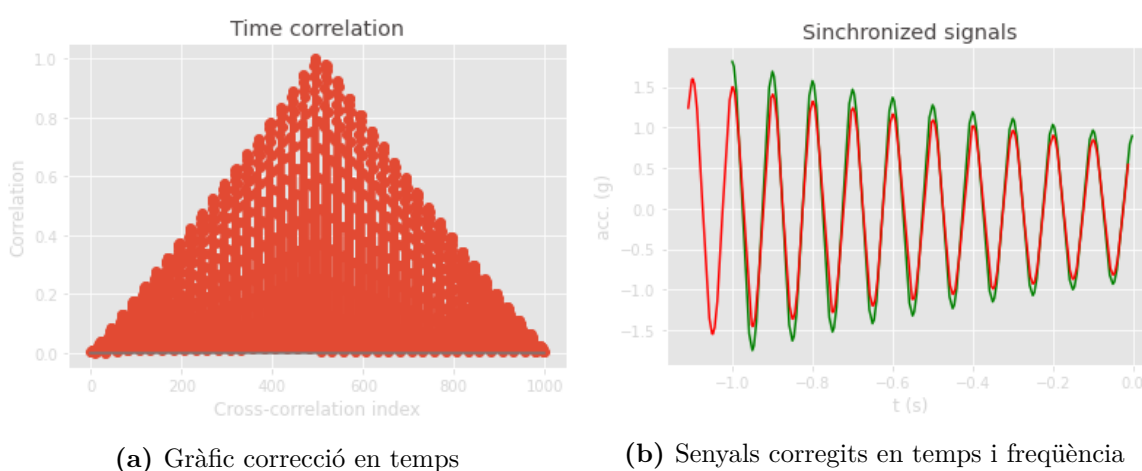 Time correlation
1.0
0.8
0.6
0.4
0.2
0.0
Correlation
0 200 400 600 800 1000
Cross-correlation index
(a) Gràfic correcció en temps
Sinchronized signals
1.5
1.0
0.5
0.0
−0.5
−1.0
−1.5
acc. (g)
−1.0 −0.8 −0.6 −0.4 −0.2 0.0
t (s)
(b) Senyals corregits en temps i freqüència